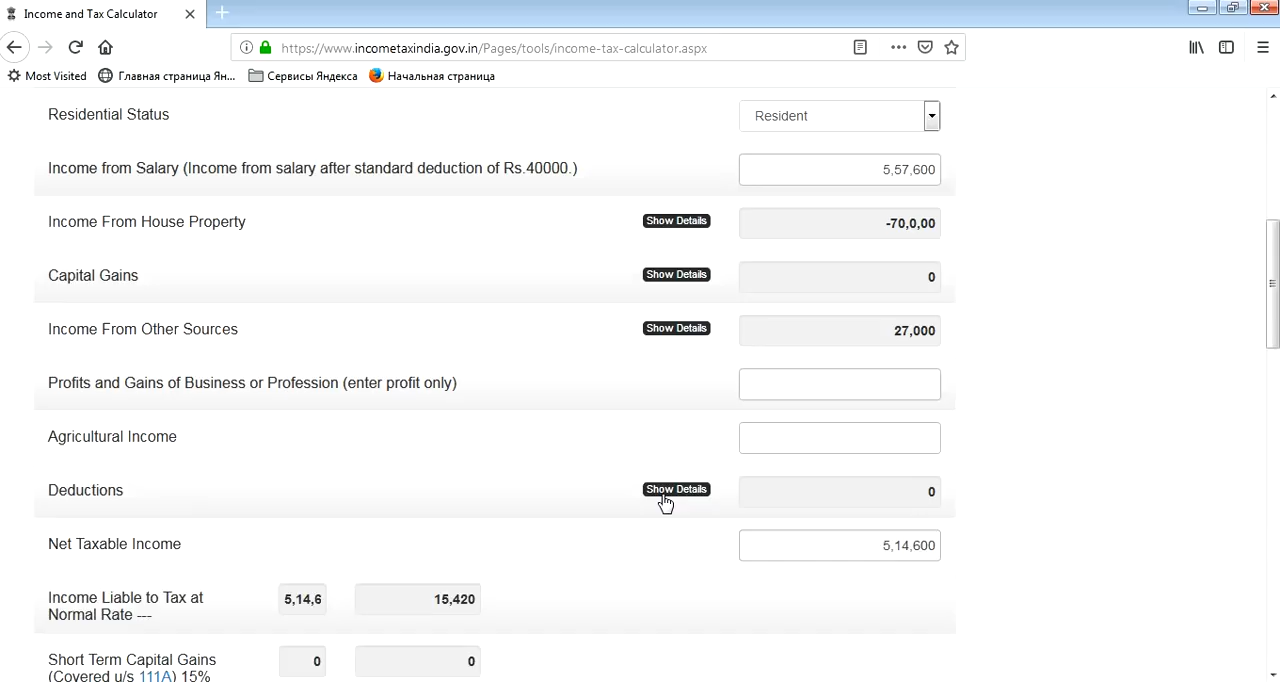 Income and Tax Calculator
https://www.incometaxindia.gov.in/Pages/tools/income-tax-calculator.aspx
Most Visited Главная страница Ян... Сервисы Яндекса Начальная страница
Residential Status Resident
Income from Salary (Income from salary after standard deduction of Rs.40000.) 5,57,600
Income From House Property Show Details -70,0,00
Capital Gains Show Details 0
Income From Other Sources Show Details 27,000
Profits and Gains of Business or Profession (enter profit only)
Agricultural Income
Deductions Show Details 0
Net Taxable Income 5,14,600
Income Liable to Tax at 5,14,6 15,420
Normal Rate ---
Short Term Capital Gains 0 0
(Covered u/s 111A) 15%